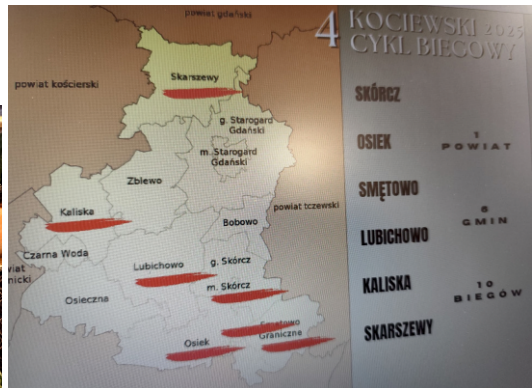 powiat gdański
powiat kościerski
Skarszewy
g. Starogard
Gdański
m. Starogard
Gdański
Zblewo
Kaliska
Bobowo
powiat tczewski
Czarna Woda
Lubichowo
g. Skórcz
m. Skórcz
wiat
nicki
Osieczna
Osiek
Smętowo
Graniczne
4 KOCIEWSKI 2025
CYKL BIEGOWY
SKÓRCZ
OSIEK
1
POWIAT
SMĘTOWO
6
GMIN
LUBICHOWO
KALISKA
10
BIEGÓW
SKARSZEWY